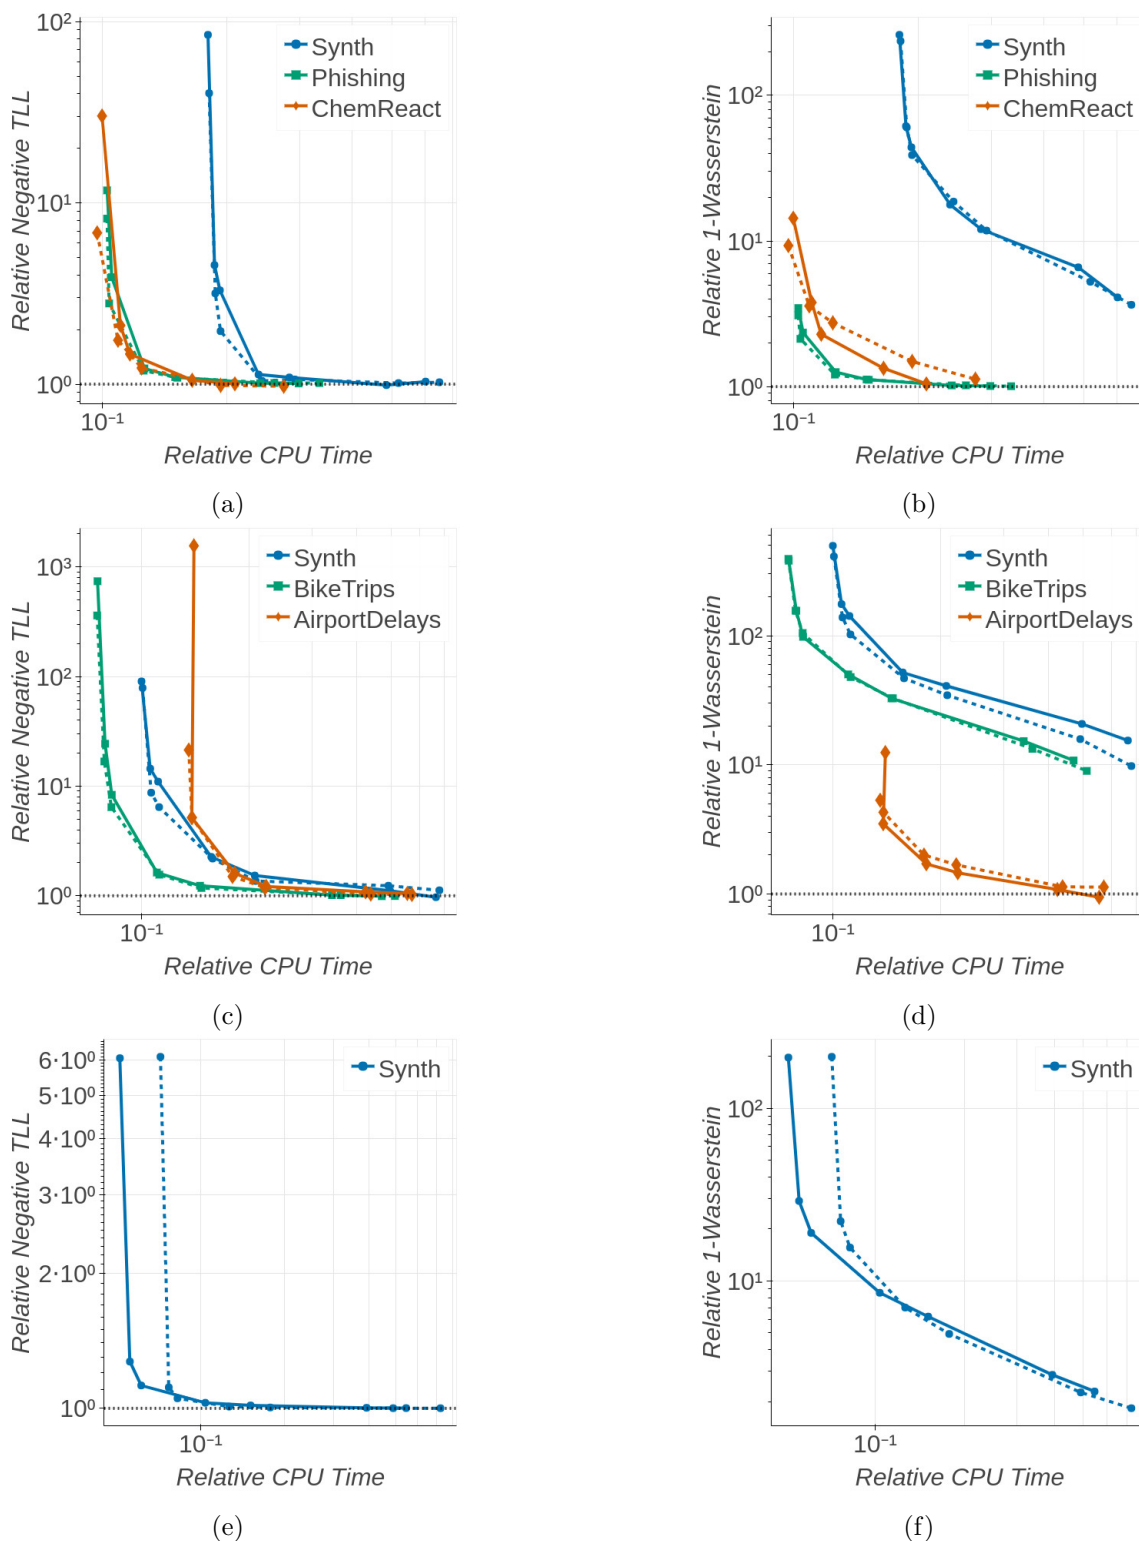 10²
10¹
10⁰
Relative Negative TLL
Synth
Phishing
ChemReact
10⁻¹
Relative CPU Time
(a)
10²
10¹
10⁰
Relative 1-Wasserstein
Synth
Phishing
ChemReact
10⁻¹
Relative CPU Time
(b)
10³
10²
10¹
10⁰
Relative Negative TLL
Synth
BikeTrips
AirportDelays
10⁻¹
Relative CPU Time
(c)
10²
10¹
10⁰
Relative 1-Wasserstein
Synth
BikeTrips
AirportDelays
10⁻¹
Relative CPU Time
(d)
6·10⁰
5·10⁰
4·10⁰
3·10⁰
2·10⁰
10⁰
Relative Negative TLL
Synth
10⁻¹
Relative CPU Time
(e)
10²
10¹
Relative 1-Wasserstein
Synth
10⁻¹
Relative CPU Time
(f)